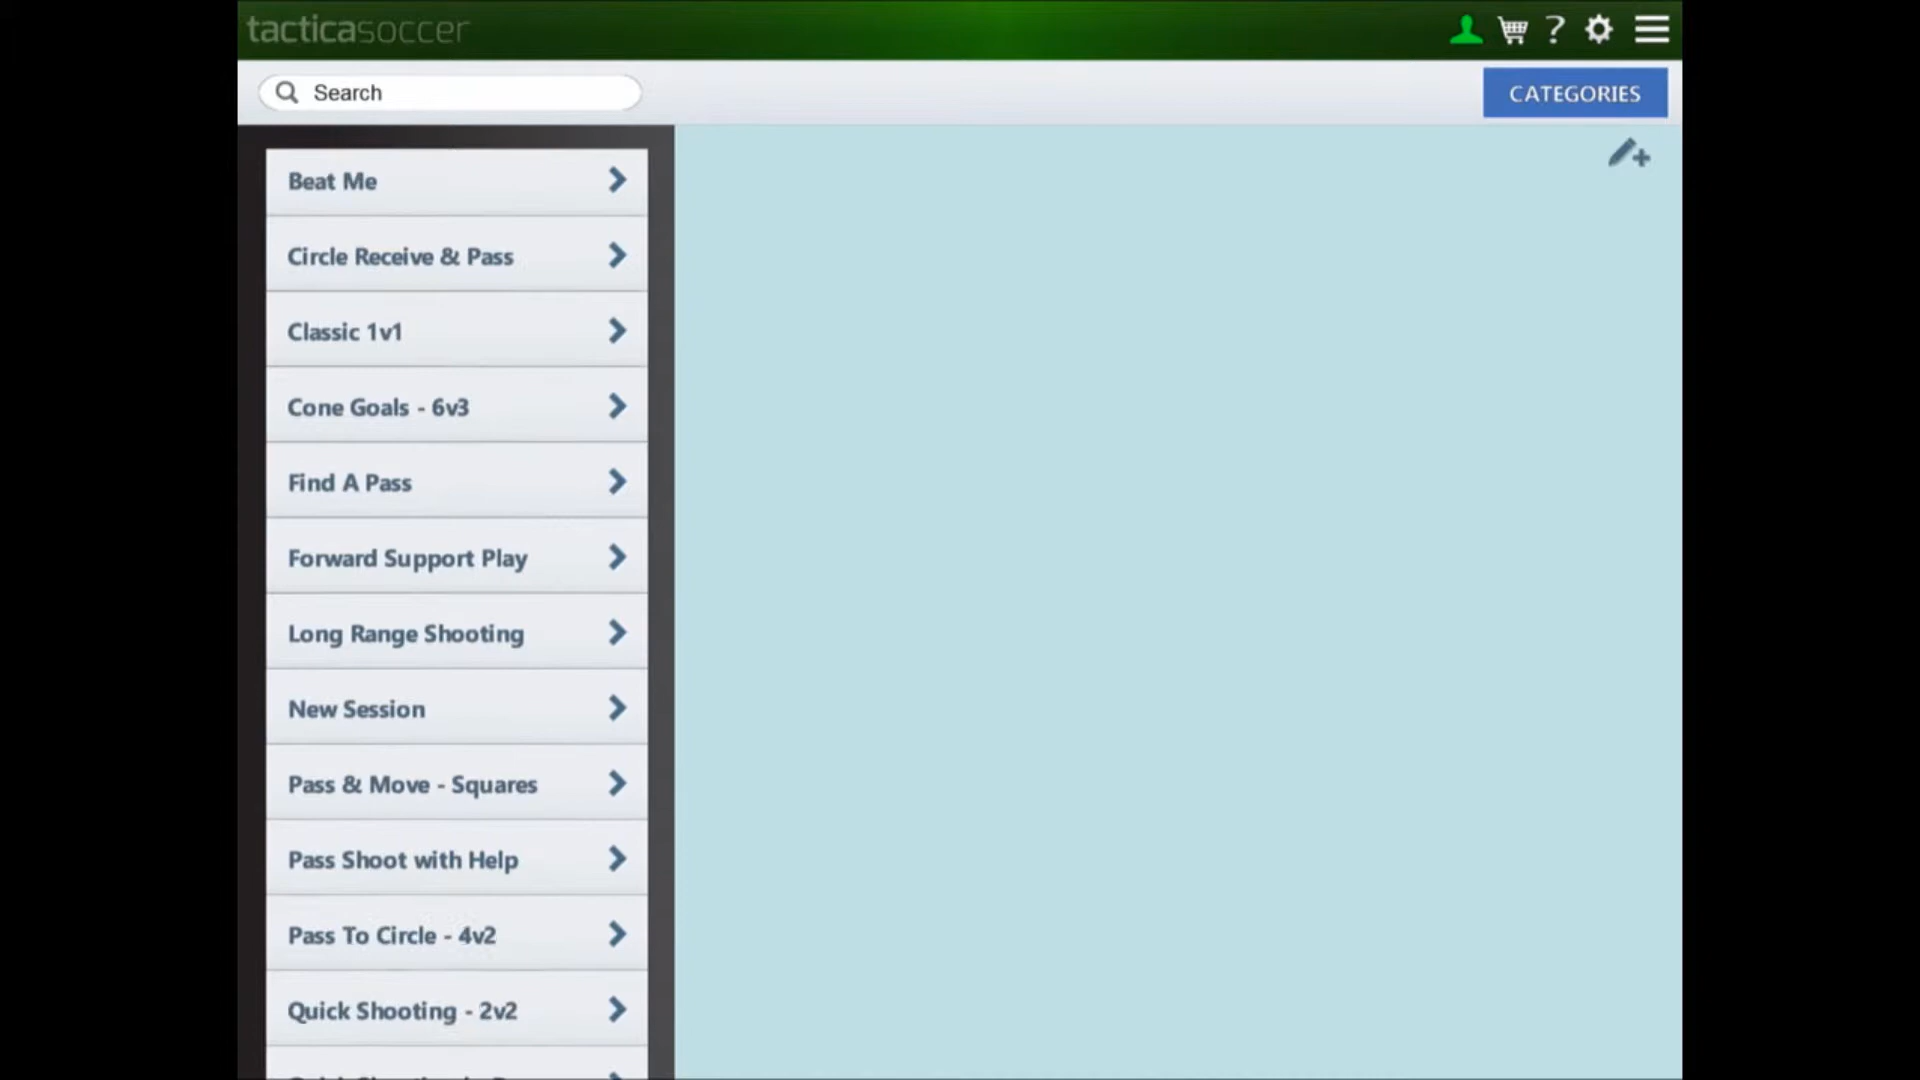 tacticasoccer
?
Search
CATEGORIES
Beat Me
Circle Receive & Pass
Classic 1v1
Cone Goals - 6v3
Find A Pass
Forward Support Play
Long Range Shooting
New Session
Pass & Move - Squares
Pass Shoot with Help
Pass To Circle - 4v2
Quick Shooting - 2v2